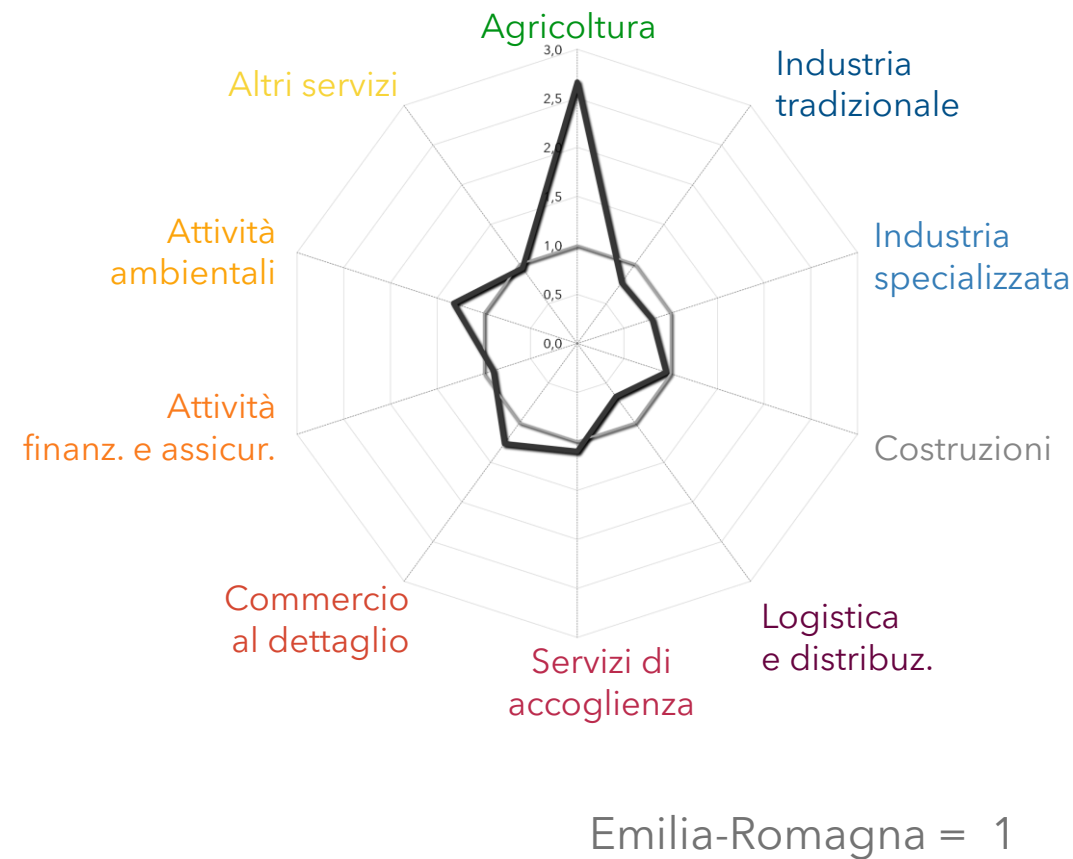 Agricoltura
3,0
Industria
tradizionale
Altri servizi
2,5
2,0
,5
Attività
ambientali
1,0
Industria
specializzata
0,5
0,0
Attività
finanz. e assicur.
Costruzioni
Commercio
al dettaglio
Logistica
e distribuz.
Servizi di
accoglienza
Emilia-Romagna = 1